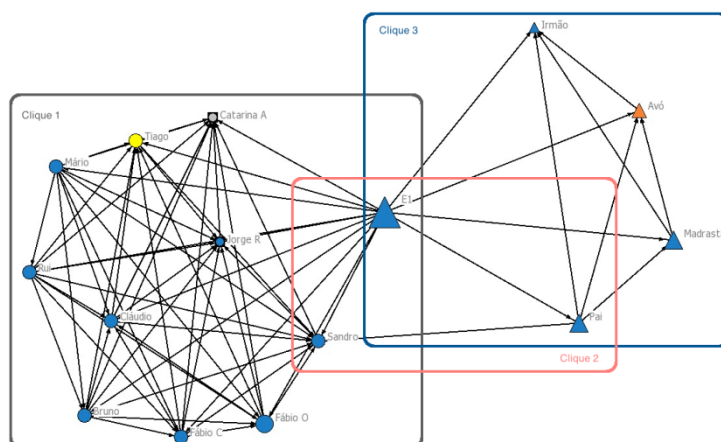 Clique 3
Irmão
Avó
Clique 1
Catarina A
Tiago
Mário
E1
Madrasta
Jorge R
Rui
Cláudio
Pai
Sandro
Clique 2
Bruno
Fábio O
Fábio C